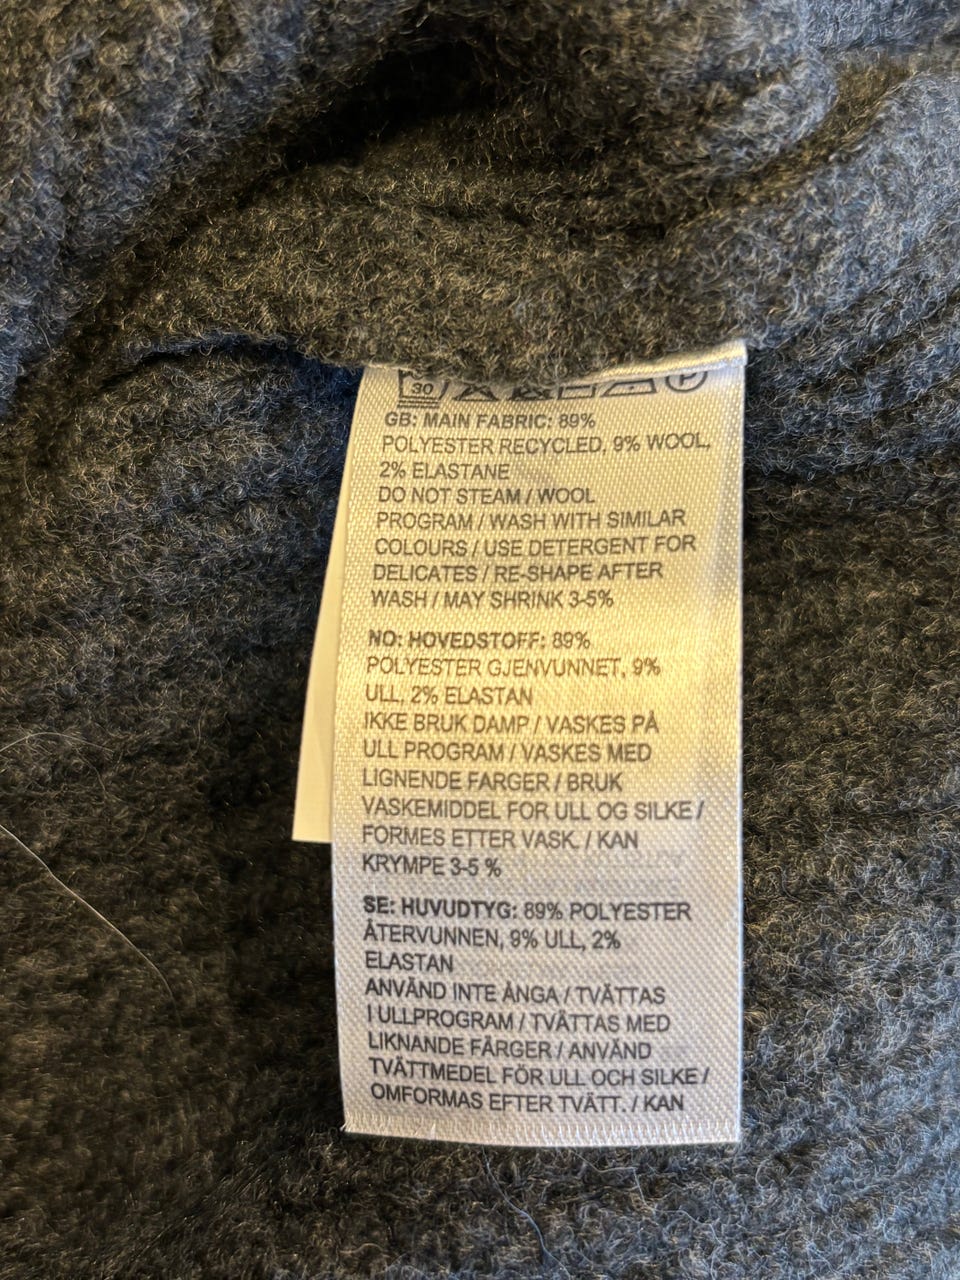 30 P
GB: MAIN FABRIC: 89%
POLYESTER RECYCLED, 9% WOOL,
2% ELASTANE
DO NOT STEAM / WOOL
PROGRAM / WASH WITH SIMILAR
COLOURS / USE DETERGENT FOR
DELICATES / RE-SHAPE AFTER
WASH / MAY SHRINK 3-5%
NO: HOVEDSTOFF: 89%
POLYESTER GJENVUNNET, 9%
ULL, 2% ELASTAN
IKKE BRUK DAMP / VASKES PÅ
ULL PROGRAM / VASKES MED
LIGNENDE FARGER / BRUK
VASKEMIDDEL FOR ULL OG SILKE /
FORMES ETTER VASK. / KAN
KRYMPE 3-5 %
SE: HUVUDTYG: 89% POLYESTER
ÅTERVUNNEN, 9% ULL, 2%
ELASTAN
ANVÄND INTE ÅNGA / TVÄTTAS
I ULLPROGRAM / TVÄTTAS MED
LIKNANDE FÄRGER / ANVÄND
TVÄTTMEDEL FÖR ULL OCH SILKE /
OMFORMAS EFTER TVÄTT. / KAN